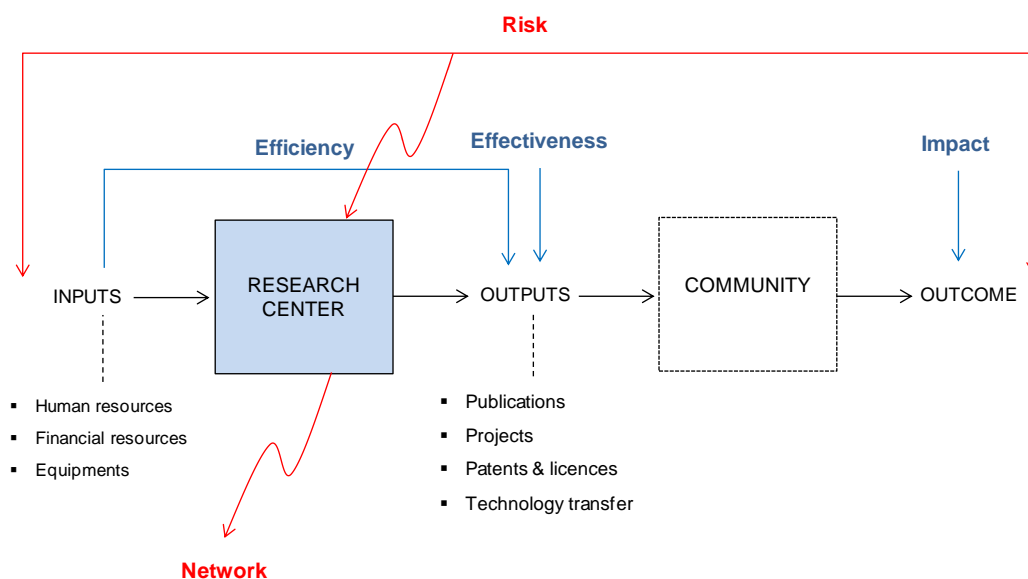 Risk
Efficiency
Effectiveness
Impact
INPUTS
RESEARCH
CENTER
OUTPUTS
COMMUNITY
OUTCOME
▪ Human resources
▪ Financial resources
▪ Equipments
▪ Publications
▪ Projects
▪ Patents & licences
▪ Technology transfer
Network